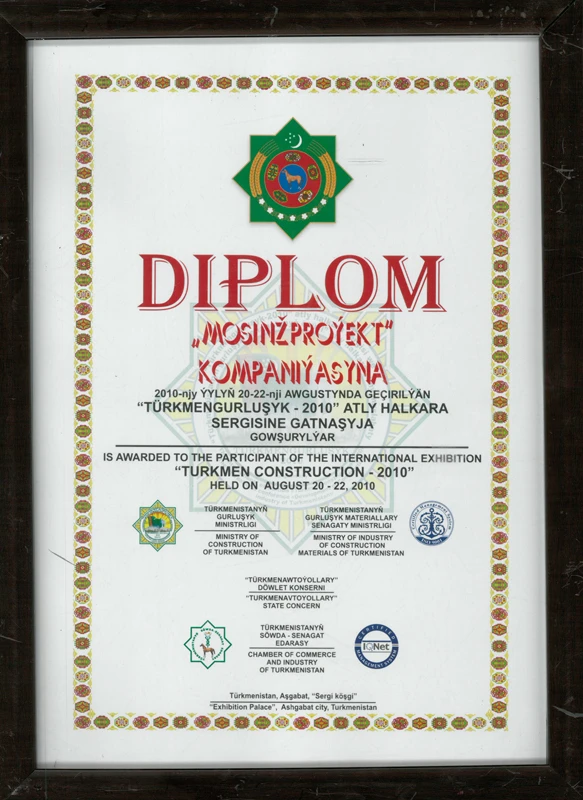 DIPLOM
„MOSINŽPROÝEKT"
KOMPANIÝASYNA
2010-njy ÝYLYŇ 20-22-nji AWGUSTYNDA GEÇIRILÝÄN
“TÜRKMENGURLUŞYK - 2010” ATLY HALKARA
SERGISINE GATNAŞYJA
GOWŞURYLÝAR
IS AWARDED TO THE PARTICIPANT OF THE INTERNATIONAL EXHIBITION
“TURKMEN CONSTRUCTION - 2010”
HELD ON AUGUST 20 - 22, 2010
TÜRKMENISTANYŇ
GURLUŞYK
MINISTRLIGI
MINISTRY OF
CONSTRUCTION
OF TURKMENISTAN
TÜRKMENISTANYŇ
GURLUŞYK MATERIALLARY
SENAGATY MINISTRLIGI
MINISTRY OF INDUSTRY
OF CONSTRUCTION
MATERIALS OF TURKMENISTAN
“TÜRKMENAWTOÝOLLARY”
DÖWLET KONSERNI
“TURKMENAVTOYOLLARY”
STATE CONCERN
TÜRKMENISTANYŇ
SÖWDA - SENAGAT
EDARASY
CHAMBER OF COMMERCE
AND INDUSTRY
OF TURKMENISTAN
CERTIFIED
IQNet
MANAGEMENT SYSTEM
Türkmenistan, Aşgabat, “Sergi köşgi”
“Exhibition Palace”, Ashgabat city, Turkmenistan